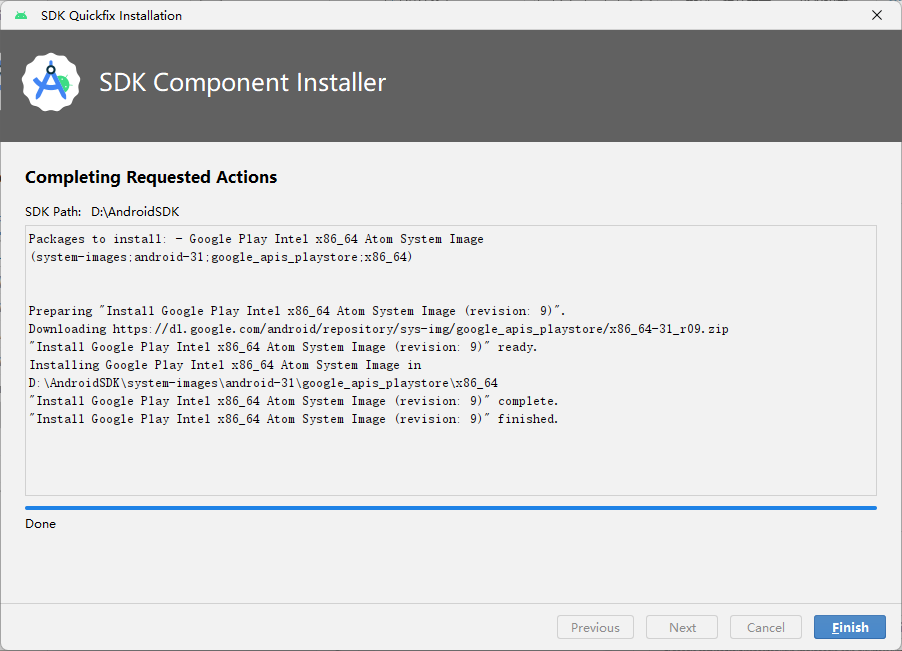 SDK Quickfix Installation
SDK Component Installer
Completing Requested Actions
SDK Path: D:\AndroidSDK
Packages to install: - Google Play Intel x86_64 Atom System Image
(system-images;android-31;google_apis_playstore;x86_64)
Preparing "Install Google Play Intel x86_64 Atom System Image (revision: 9)".
Downloading https://dl.google.com/android/repository/sys-img/google_apis_playstore/x86_64-31_r09.zip
"Install Google Play Intel x86_64 Atom System Image (revision: 9)" ready.
Installing Google Play Intel x86_64 Atom System Image in
D:\AndroidSDK\system-images\android-31\google_apis_playstore\x86_64
"Install Google Play Intel x86_64 Atom System Image (revision: 9)" complete.
"Install Google Play Intel x86_64 Atom System Image (revision: 9)" finished.
Done
Previous Next Cancel Finish